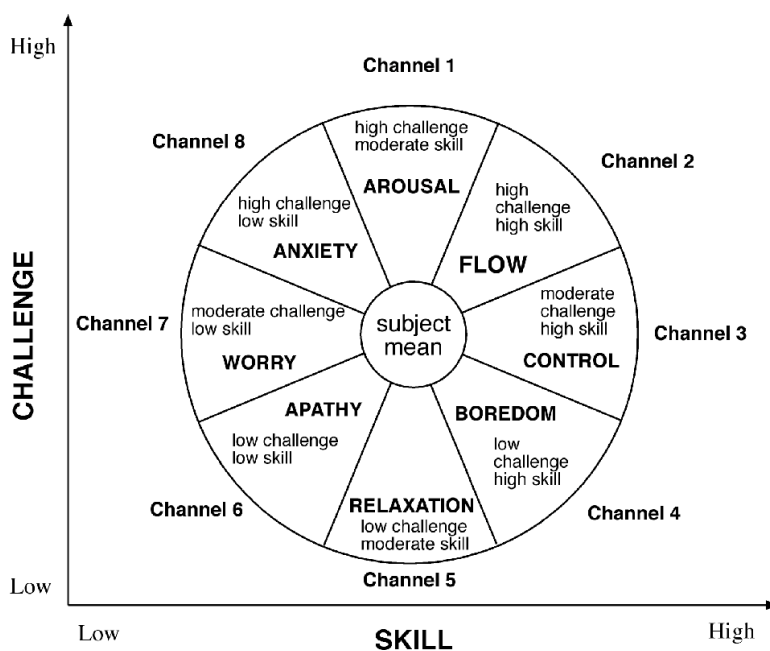 High
Channel 1
Channel 8
high challenge
moderate skill
Channel 2
AROUSAL
high challenge
low skill
high
challenge
high skill
ANXIETY
FLOW
CHALLENGE
Channel 7
moderate challenge
low skill
subject
mean
moderate
challenge
high skill
Channel 3
WORRY
CONTROL
APATHY
BOREDOM
low challenge
low skill
low
challenge
high skill
Channel 6
RELAXATION
low challenge
moderate skill
Channel 4
Channel 5
Low
Low
SKILL
High